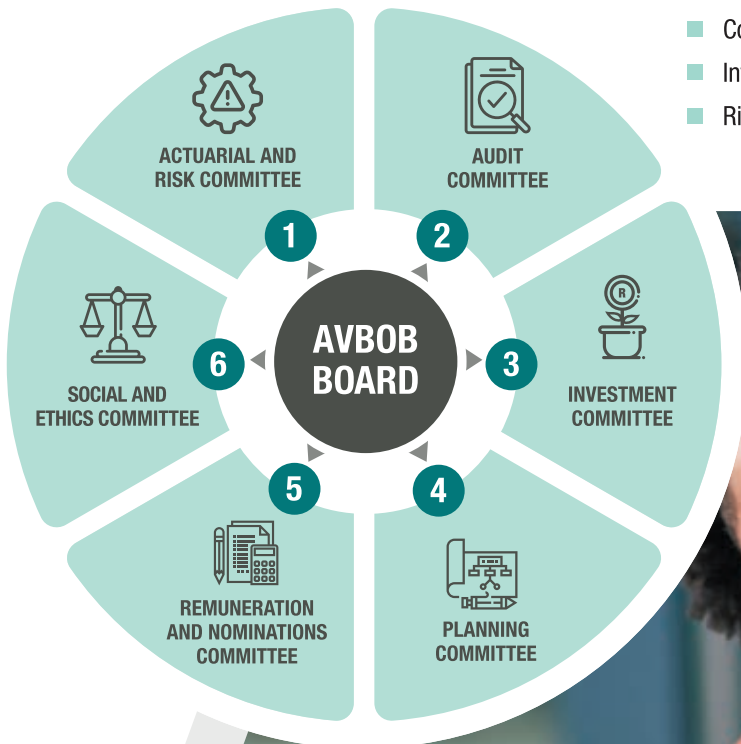 ACTUARIAL AND
RISK COMMITTEE
1
AUDIT
COMMITTEE
2
R
INVESTMENT
COMMITTEE
3
PLANNING
COMMITTEE
4
REMUNERATION
AND NOMINATIONS
COMMITTEE
5
SOCIAL AND
ETHICS COMMITTEE
6
AVBOB
BOARD